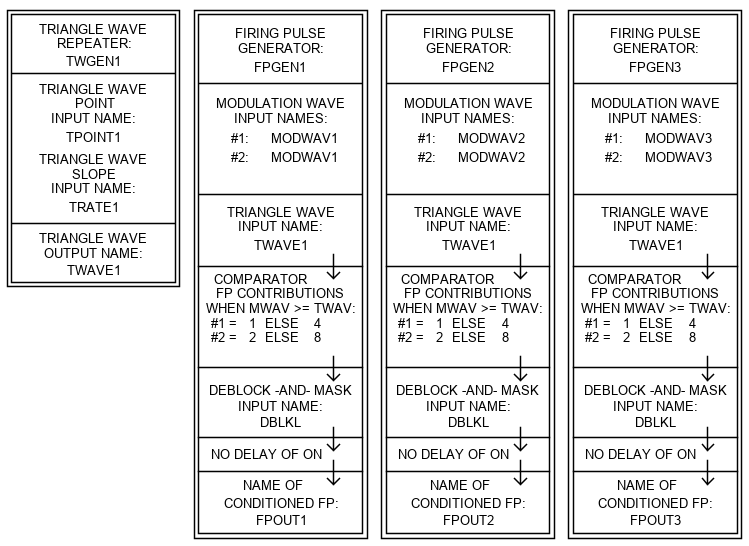 TRIANGLE WAVE
REPEATER:
TWGEN1
TRIANGLE WAVE
POINT
INPUT NAME:
TPOINT1
TRIANGLE WAVE
SLOPE
INPUT NAME:
TRATE1
TRIANGLE WAVE
OUTPUT NAME:
TWAVE1
FIRING PULSE
GENERATOR:
FPGEN1
MODULATION WAVE
INPUT NAMES:
#1: MODWAV1
#2: MODWAV1
TRIANGLE WAVE
INPUT NAME:
TWAVE1
COMPARATOR
FP CONTRIBUTIONS
WHEN MWAV >= TWAV:
#1 = 1 ELSE 4
#2 = 2 ELSE 8
DEBLOCK -AND- MASK
INPUT NAME:
DBLKL
NO DELAY OF ON
NAME OF
CONDITIONED FP:
FPOUT1
FIRING PULSE
GENERATOR:
FPGEN2
MODULATION WAVE
INPUT NAMES:
#1: MODWAV2
#2: MODWAV2
TRIANGLE WAVE
INPUT NAME:
TWAVE1
COMPARATOR
FP CONTRIBUTIONS
WHEN MWAV >= TWAV:
#1 = 1 ELSE 4
#2 = 2 ELSE 8
DEBLOCK -AND- MASK
INPUT NAME:
DBLKL
NO DELAY OF ON
NAME OF
CONDITIONED FP:
FPOUT2
FIRING PULSE
GENERATOR:
FPGEN3
MODULATION WAVE
INPUT NAMES:
#1: MODWAV3
#2: MODWAV3
TRIANGLE WAVE
INPUT NAME:
TWAVE1
COMPARATOR
FP CONTRIBUTIONS
WHEN MWAV >= TWAV:
#1 = 1 ELSE 4
#2 = 2 ELSE 8
DEBLOCK -AND- MASK
INPUT NAME:
DBLKL
NO DELAY OF ON
NAME OF
CONDITIONED FP:
FPOUT3